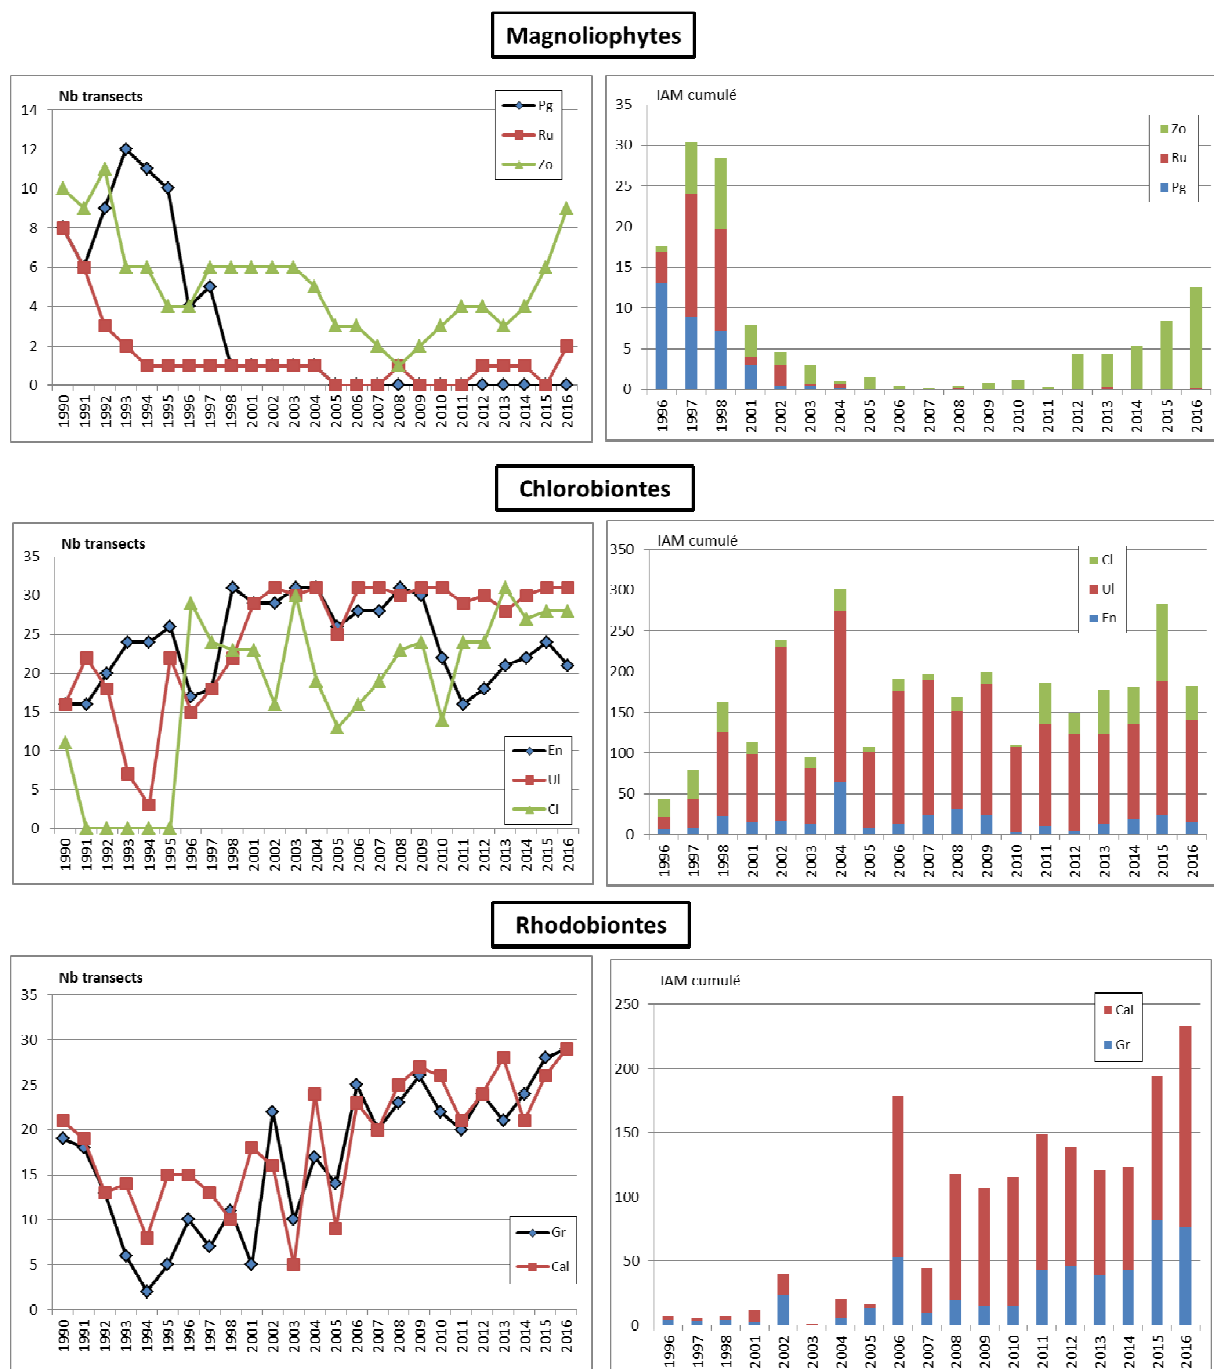 Magnoliophytes
Nb transects
14
12
10
8
6
4
2
0
Pg
Ru
Zo
1990 1991 1992 1993 1994 1995 1996 1997 1998 2001 2002 2003 2004 2005 2006 2007 2008 2009 2010 2011 2012 2013 2014 2015 2016
IAM cumulé
35
30
25
20
15
10
5
0
Zo
Ru
Pg
1996 1997 1998 2001 2002 2003 2004 2005 2006 2007 2008 2009 2010 2011 2012 2013 2014 2015 2016
Chlorobiontes
Nb transects
35
30
25
20
15
10
5
0
En
Ul
Cl
1990 1991 1992 1993 1994 1995 1996 1997 1998 2001 2002 2003 2004 2005 2006 2007 2008 2009 2010 2011 2012 2013 2014 2015 2016
IAM cumulé
350
300
250
200
150
100
50
0
Cl
Ul
En
1996 1997 1998 2001 2002 2003 2004 2005 2006 2007 2008 2009 2010 2011 2012 2013 2014 2015 2016
Rhodobiontes
Nb transects
35
30
25
20
15
10
5
0
Gr
Cal
1990 1991 1992 1993 1994 1995 1996 1997 1998 2001 2002 2003 2004 2005 2006 2007 2008 2009 2010 2011 2012 2013 2014 2015 2016
IAM cumulé
250
200
150
100
50
0
Cal
Gr
1996 1997 1998 2001 2002 2003 2004 2005 2006 2007 2008 2009 2010 2011 2012 2013 2014 2015 2016